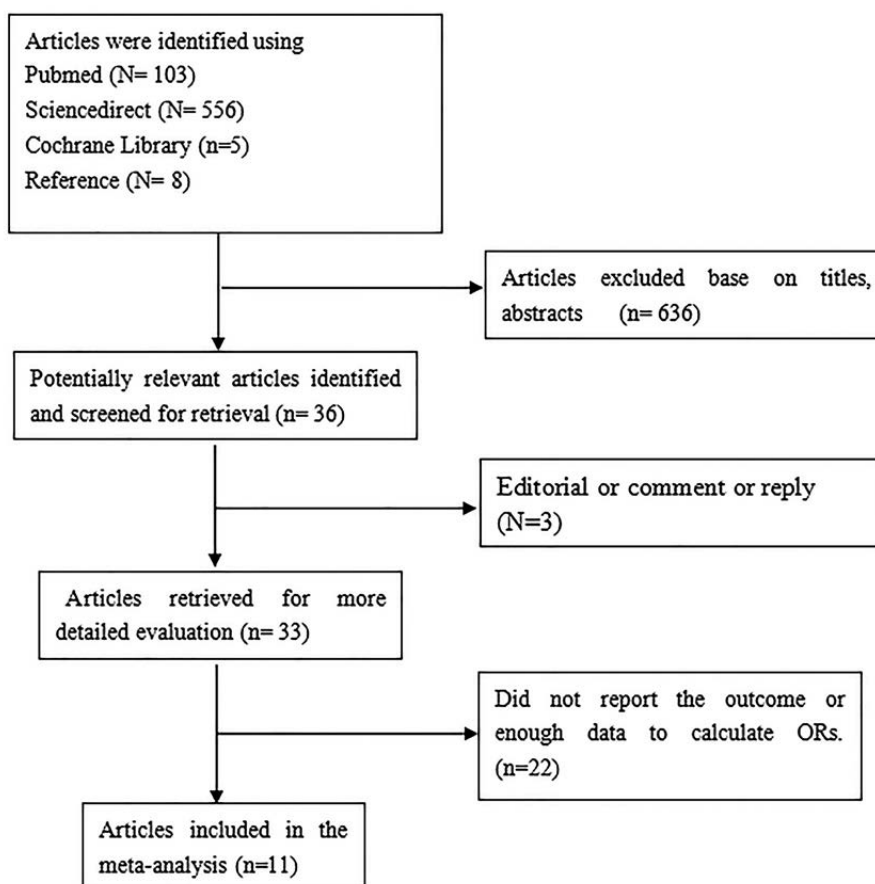 Articles were identified using
Pubmed (N= 103)
Sciencedirect (N= 556)
Cochrane Library (n=5)
Reference (N= 8)
Articles excluded base on titles,
abstracts (n= 636)
Potentially relevant articles identified
and screened for retrieval (n= 36)
Editorial or comment or reply
(N=3)
Articles retrieved for more
detailed evaluation (n= 33)
Did not report the outcome or
enough data to calculate ORs.
(n=22)
Articles included in the
meta-analysis (n=11)